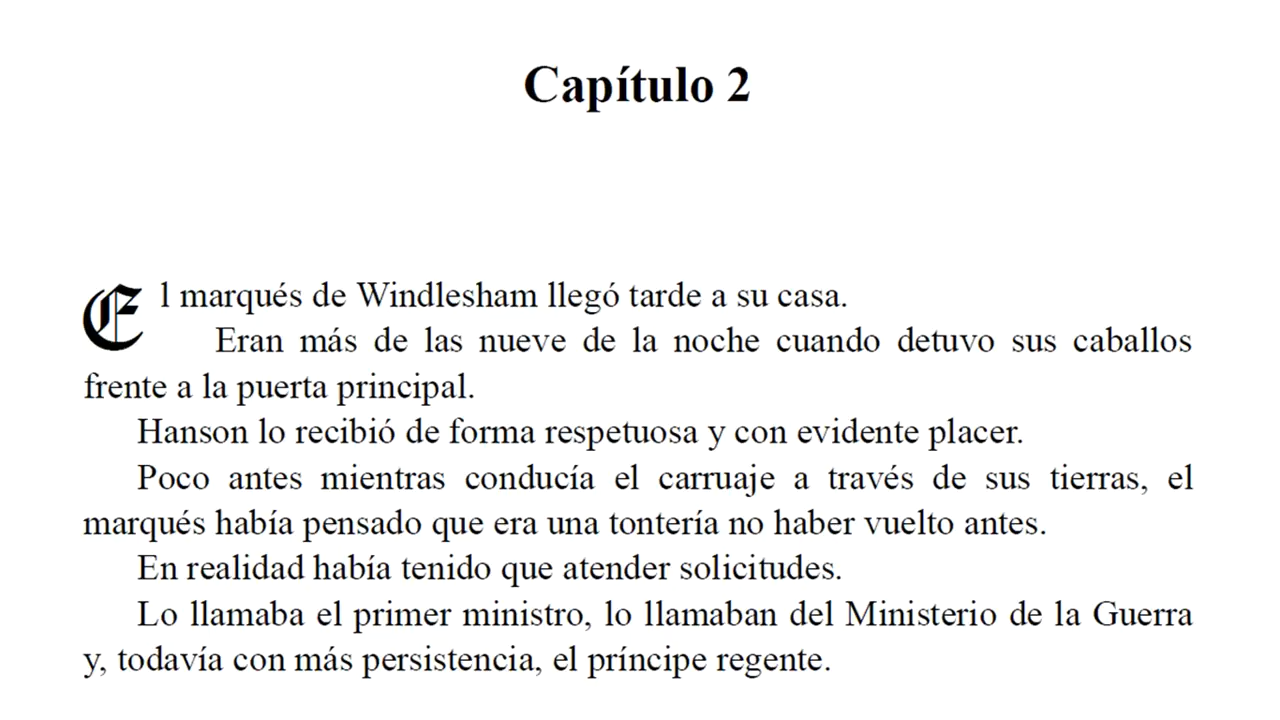 Capítulo 2
El marqués de Windlesham llegó tarde a su casa.
Eran más de las nueve de la noche cuando detuvo sus caballos
frente a la puerta principal.
Hanson lo recibió de forma respetuosa y con evidente placer.
Poco antes mientras conducía el carruaje a través de sus tierras, el
marqués había pensado que era una tontería no haber vuelto antes.
En realidad había tenido que atender solicitudes.
Lo llamaba el primer ministro, lo llamaban del Ministerio de la Guerra
y, todavía con más persistencia, el príncipe regente.